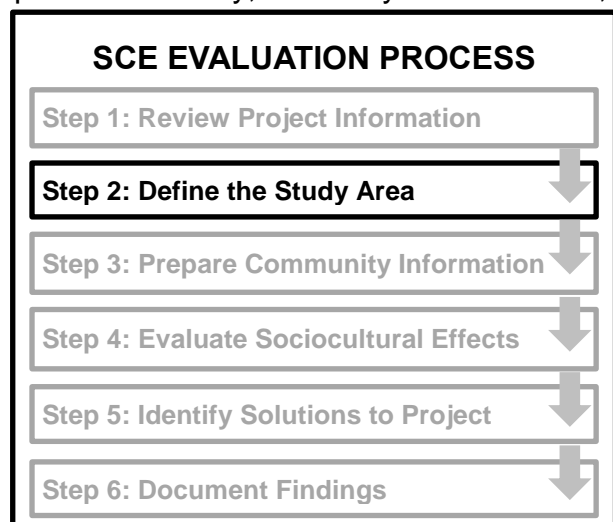 SCE EVALUATION PROCESS
Step 1: Review Project Information
Step 2: Define the Study Area
Step 3: Prepare Community Information
Step 4: Evaluate Sociocultural Effects
Step 5: Identify Solutions to Project
Step 6: Document Findings